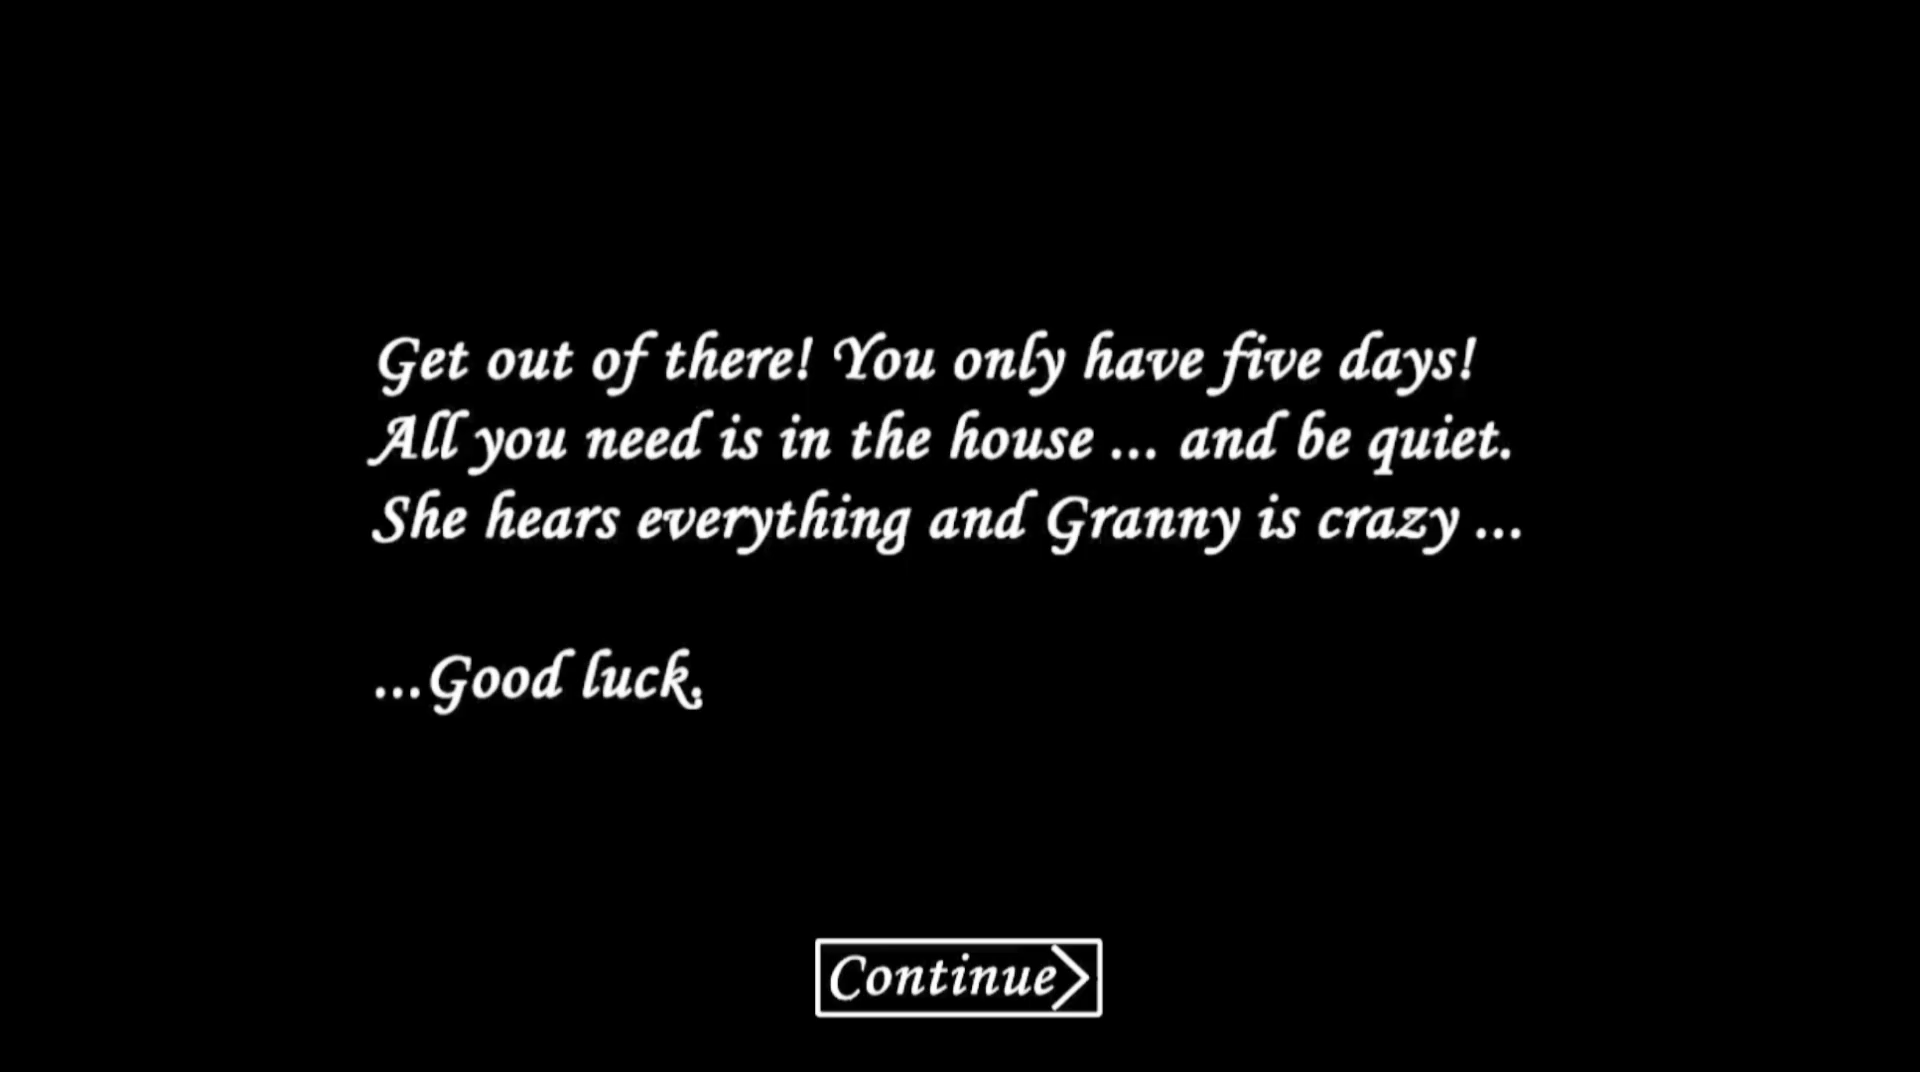 Get out of there! You only have five days!
All you need is in the house ... and be quiet.
She hears everything and Granny is crazy ...
...Good luck.
Continue